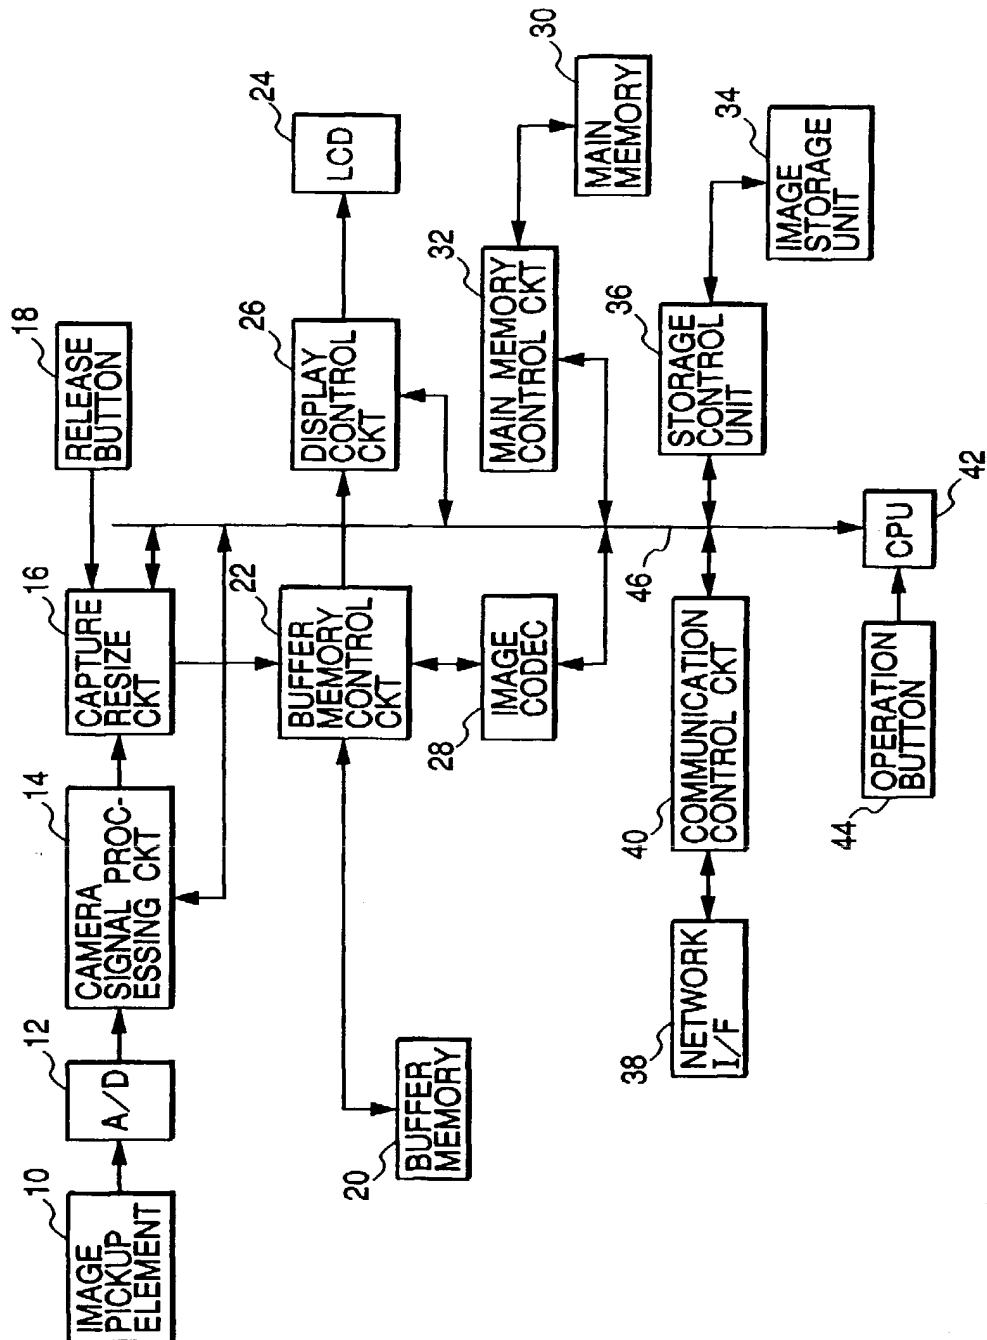 10
IMAGE
PICKUP
ELEMENT
12
A/D
14
CAMERA
SIGNAL PROC-
ESSING CKT
16
CAPTURE
RESIZE
CKT
18
RELEASE
BUTTON
20
BUFFER
MEMORY
22
BUFFER
MEMORY
CONTROL
CKT
26
DISPLAY
CONTROL
CKT
24
LCD
28
IMAGE
CODEC
32
MAIN MEMORY
CONTROL CKT
30
MAIN
MEMORY
38
NETWORK
I/F
40
COMMUNICATION
CONTROL CKT
46
36
STORAGE
CONTROL
UNIT
34
IMAGE
STORAGE
UNIT
44
OPERATION
BUTTON
CPU
42